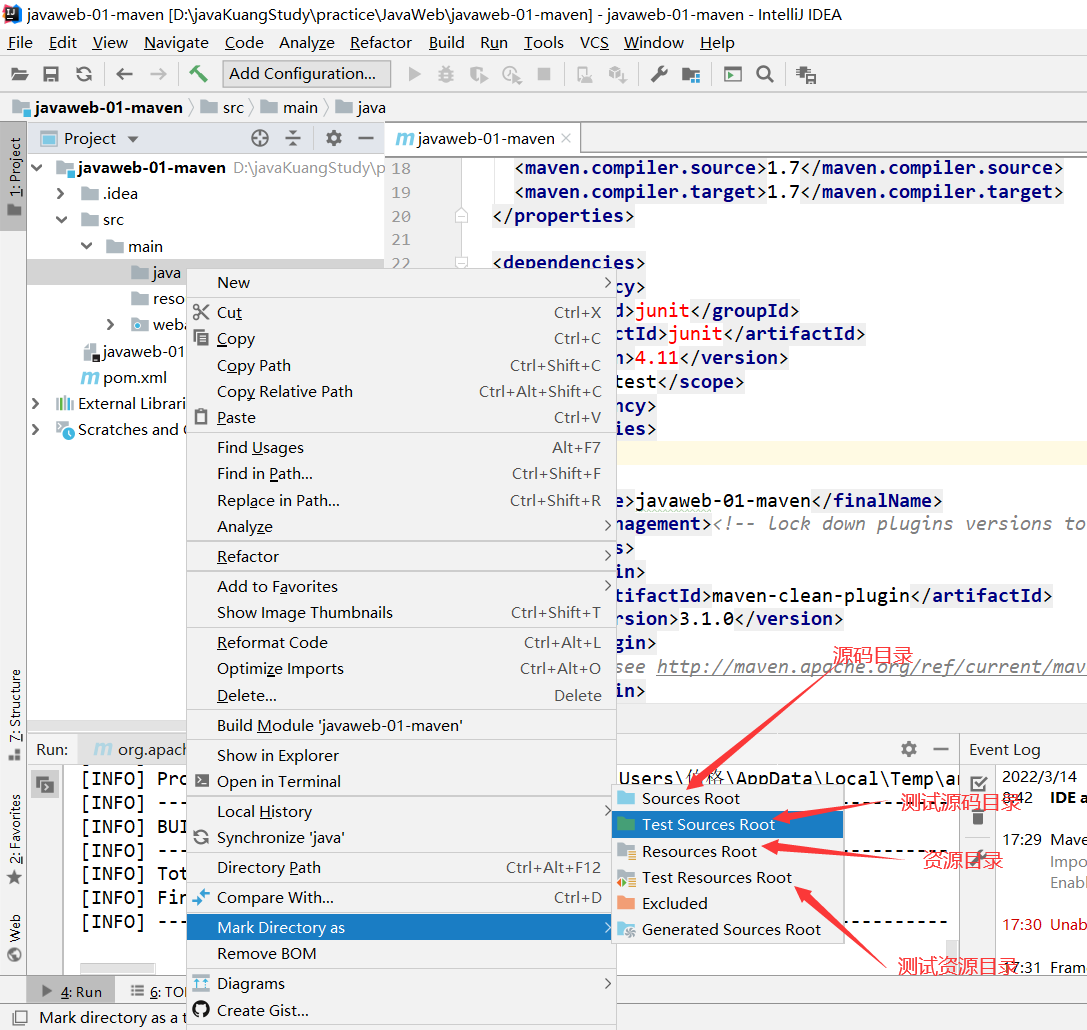 javaweb-01-maven [D:\javaKuangStudy\practice\JavaWeb\javaweb-01-maven] - javaweb-01-maven - IntelliJ IDEA
File Edit View Navigate Code Analyze Refactor Build Run Tools VCS Window Help
Add Configuration...
javaweb-01-maven src main java
1: Project
Project
javaweb-01-maven D:\javaKuangStudy\p
.idea
src
main
java
reso
weba
javaweb-01
pom.xml
External Librari
Scratches and
javaweb-01-maven
18 <maven.compiler.source>1.7</maven.compiler.source>
19 <maven.compiler.target>1.7</maven.compiler.target>
20 </properties>
21
22 <dependencies>
cy>
d>junit</groupId>
ctId>junit</artifactId>
n>4.11</version>
test</scope>
ncy>
ies>
e>javaweb-01-maven</finalName>
nagement><!-- lock down plugins versions to
s>
in>
tifactId>maven-clean-plugin</artifactId>
rsion>3.1.0</version>
gin>
see http://maven.apache.org/ref/current/mav
in>
New
Cut Ctrl+X
Copy Ctrl+C
Copy Path Ctrl+Shift+C
Copy Relative Path Ctrl+Alt+Shift+C
Paste Ctrl+V
Find Usages Alt+F7
Find in Path... Ctrl+Shift+F
Replace in Path... Ctrl+Shift+R
Analyze
Refactor
Add to Favorites
Show Image Thumbnails Ctrl+Shift+T
Reformat Code Ctrl+Alt+L
Optimize Imports Ctrl+Alt+O
Delete... Delete
Build Module 'javaweb-01-maven'
Show in Explorer
Open in Terminal
Local History
Synchronize 'java'
Directory Path Ctrl+Alt+F12
Compare With... Ctrl+D
Mark Directory as
Remove BOM
Diagrams
Create Gist...
Sources Root
Test Sources Root
Resources Root
Test Resources Root
Excluded
Generated Sources Root
源码目录
测试源码目录
资源目录
测试资源目录
7: Structure
2: Favorites
Web
Run: org.apach
[INFO] Pro
[INFO] ---
[INFO] BUI
[INFO] ---
[INFO] Tot
[INFO] Fin
[INFO] ---
Users\伯格\AppData\Local\Temp\ar
Event Log
2022/3/14
8:42 IDE a
17:29 Mave
Impo
Enabl
17:30 Unab
17:31 Fram
4: Run 6: TO
Mark directory as a t